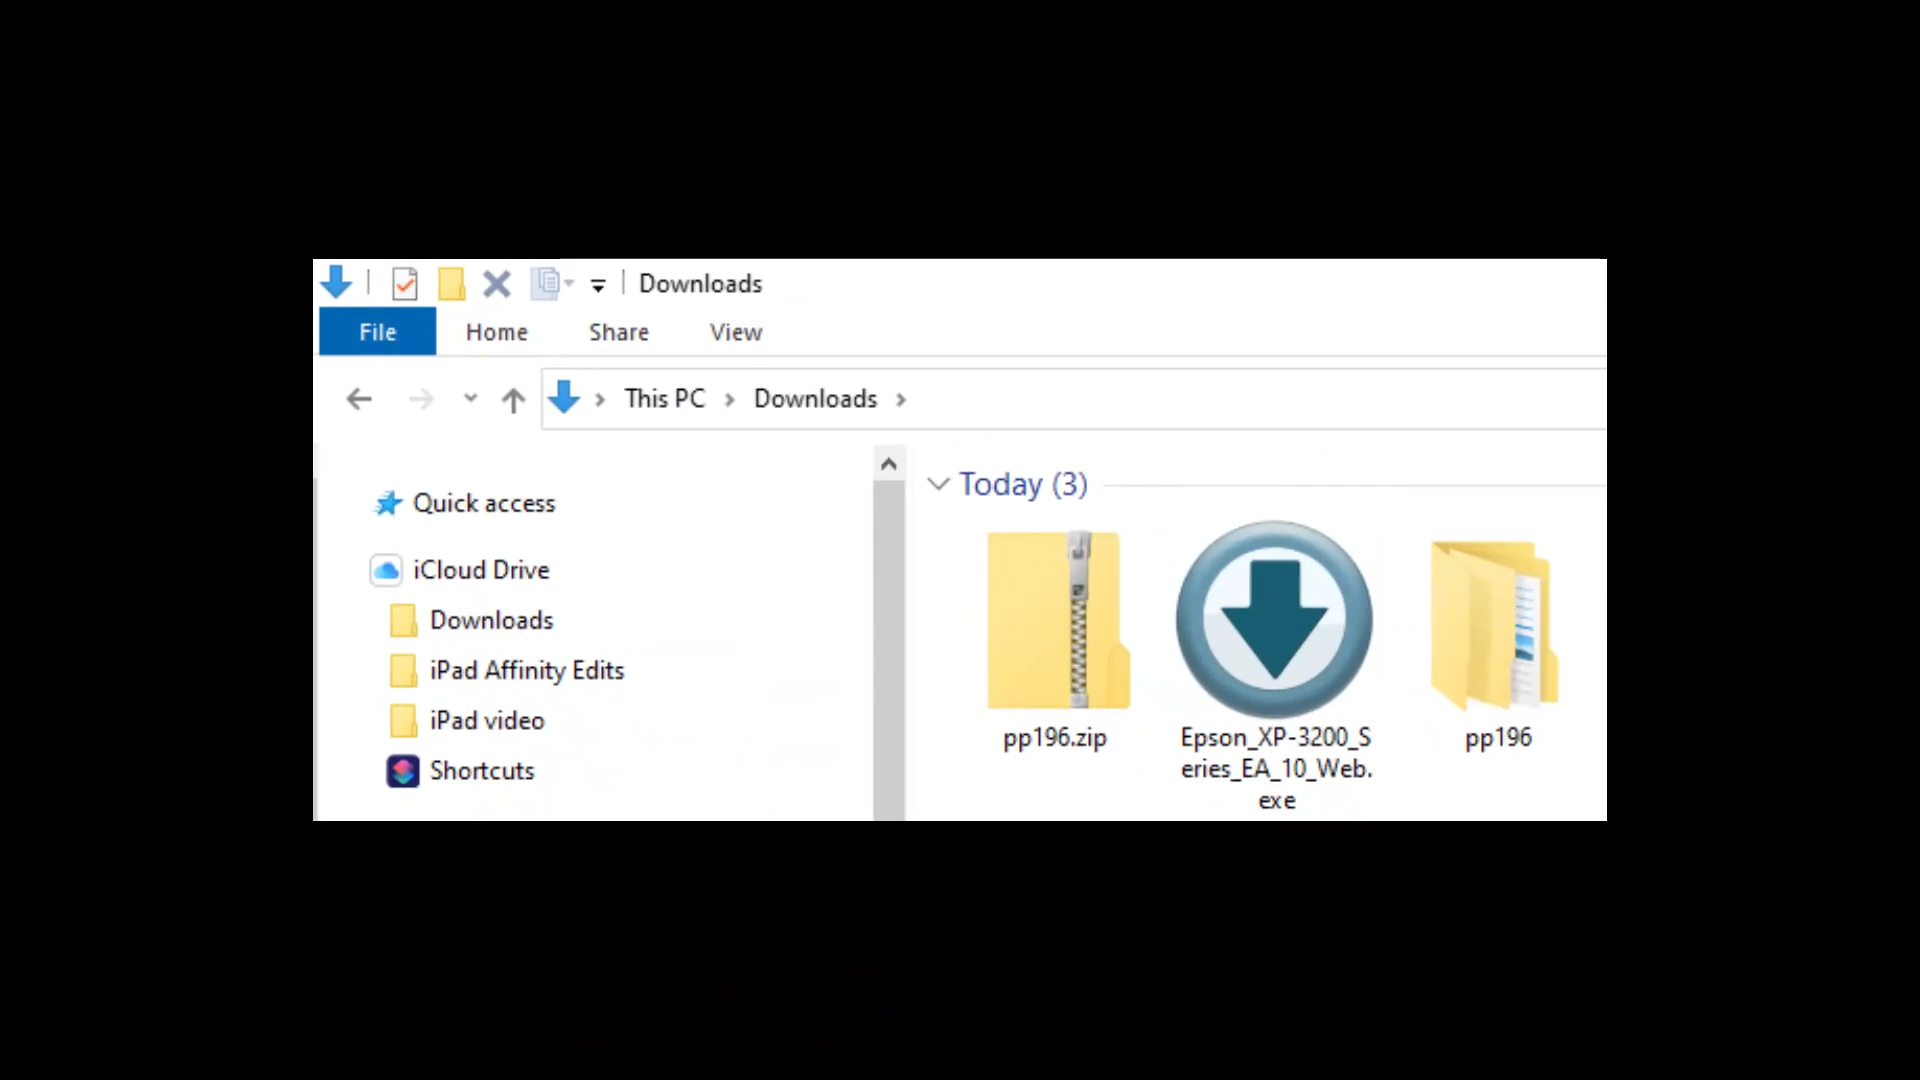 Downloads
File Home Share View
This PC Downloads
Quick access
iCloud Drive
Downloads
iPad Affinity Edits
iPad video
Shortcuts
Today (3)
pp196.zip
Epson_XP-3200_S
eries_EA_10_Web.
exe
pp196